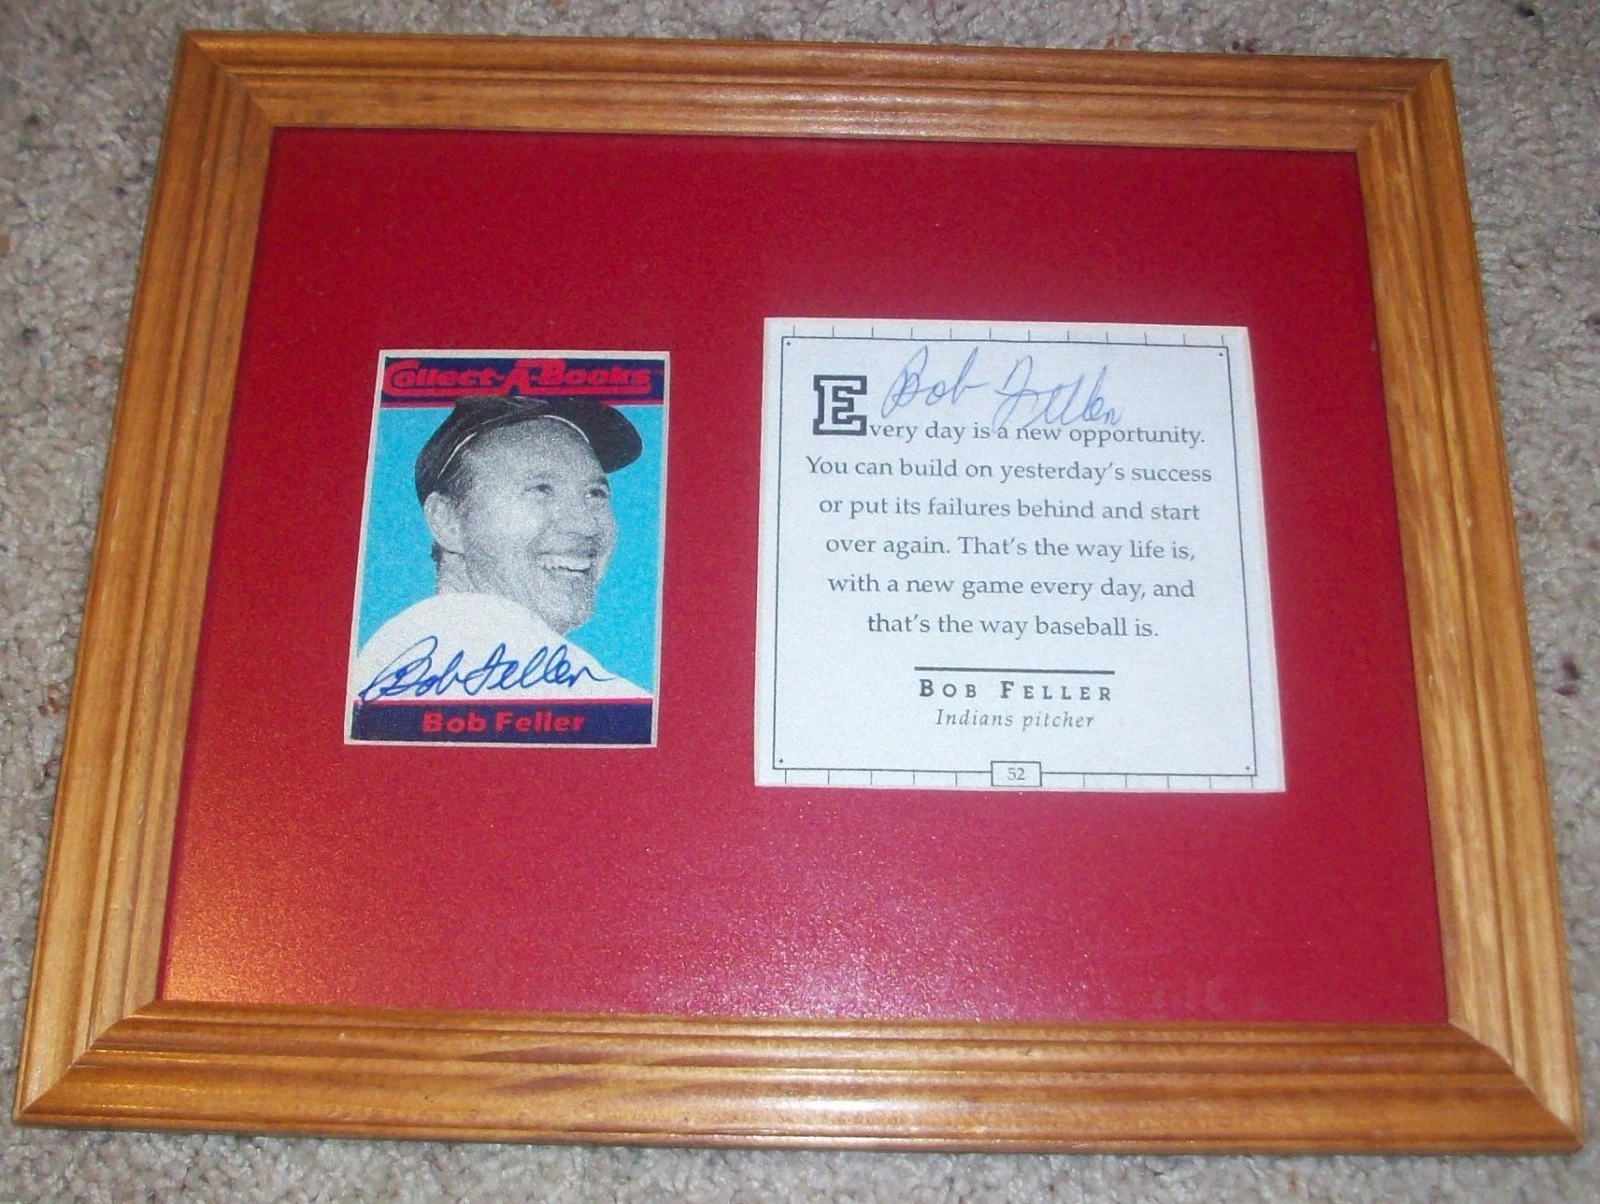 Collect-A-Books
Bob Feller
Bob Feller
Bob Feller
Every day is a new opportunity.
You can build on yesterday's success
or put its failures behind and start
over again. That's the way life is,
with a new game every day, and
that's the way baseball is.
BOB FELLER
Indians pitcher
52